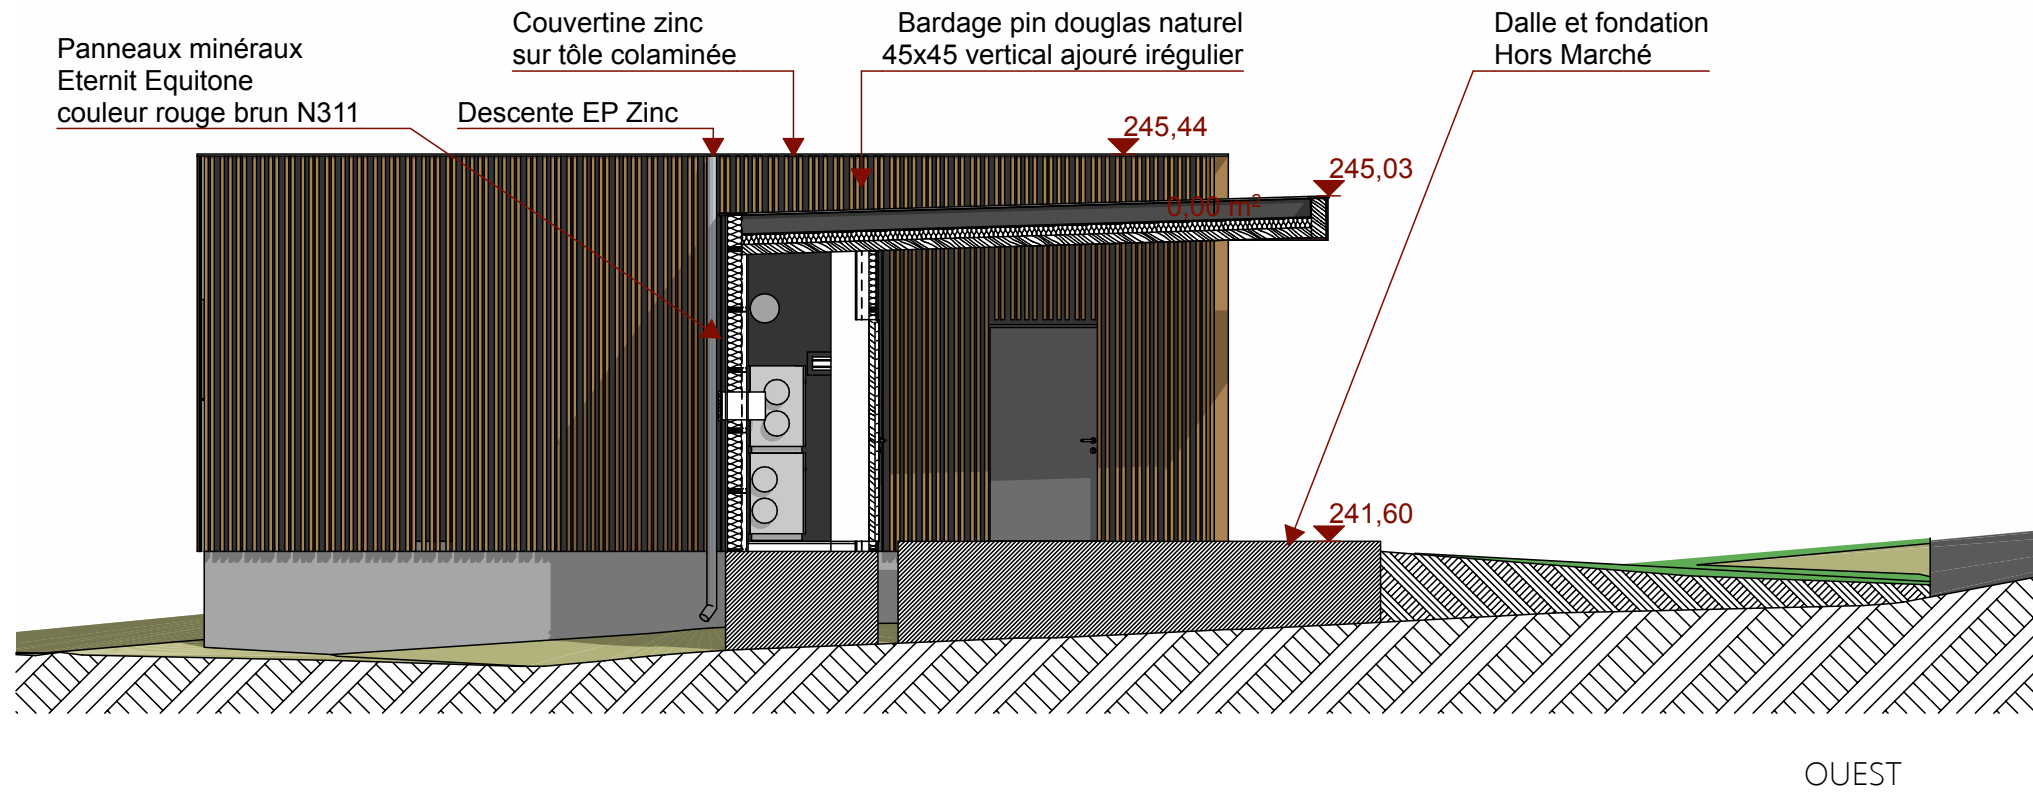 Panneaux minéraux
Eternit Equitone
couleur rouge brun N311
Couvertine zinc
sur tôle colaminée
Descente EP Zinc
Bardage pin douglas naturel
45x45 vertical ajouré irégulier
Dalle et fondation
Hors Marché
245,44
245,03
0,00 m²
241,60
OUEST